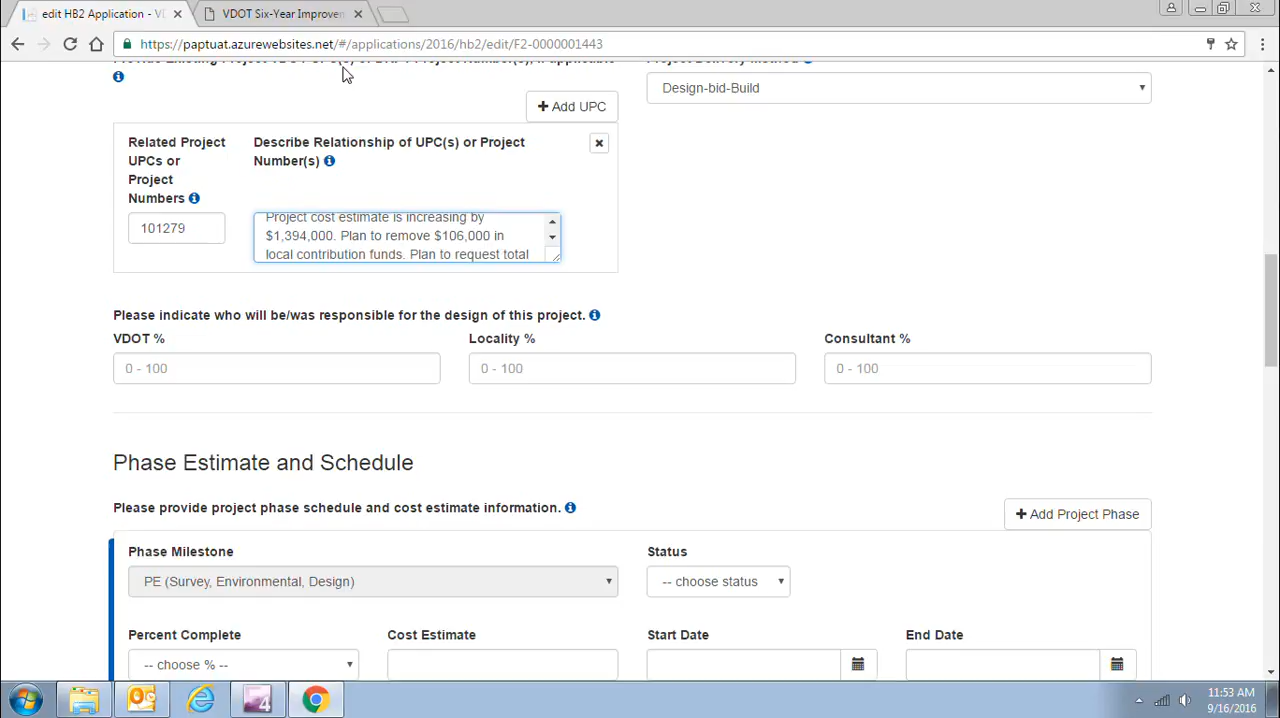 edit HB2 Application - VD
VDOT Six-Year Improvem
https://paptuat.azurewebsites.net/#/applications/2016/hb2/edit/F2-0000001443
Design-bid-Build
Add UPC
Related Project UPCs or Project Numbers
Describe Relationship of UPC(s) or Project Number(s)
101279
Project cost estimate is increasing by
$1,394,000. Plan to remove $106,000 in
local contribution funds. Plan to request total
Please indicate who will be/was responsible for the design of this project.
VDOT %
Locality %
Consultant %
0 - 100
0 - 100
0 - 100
Phase Estimate and Schedule
Please provide project phase schedule and cost estimate information.
Add Project Phase
Phase Milestone
Status
PE (Survey, Environmental, Design)
-- choose status
Percent Complete
Cost Estimate
Start Date
End Date
-- choose % --
11:53 AM
9/16/2016